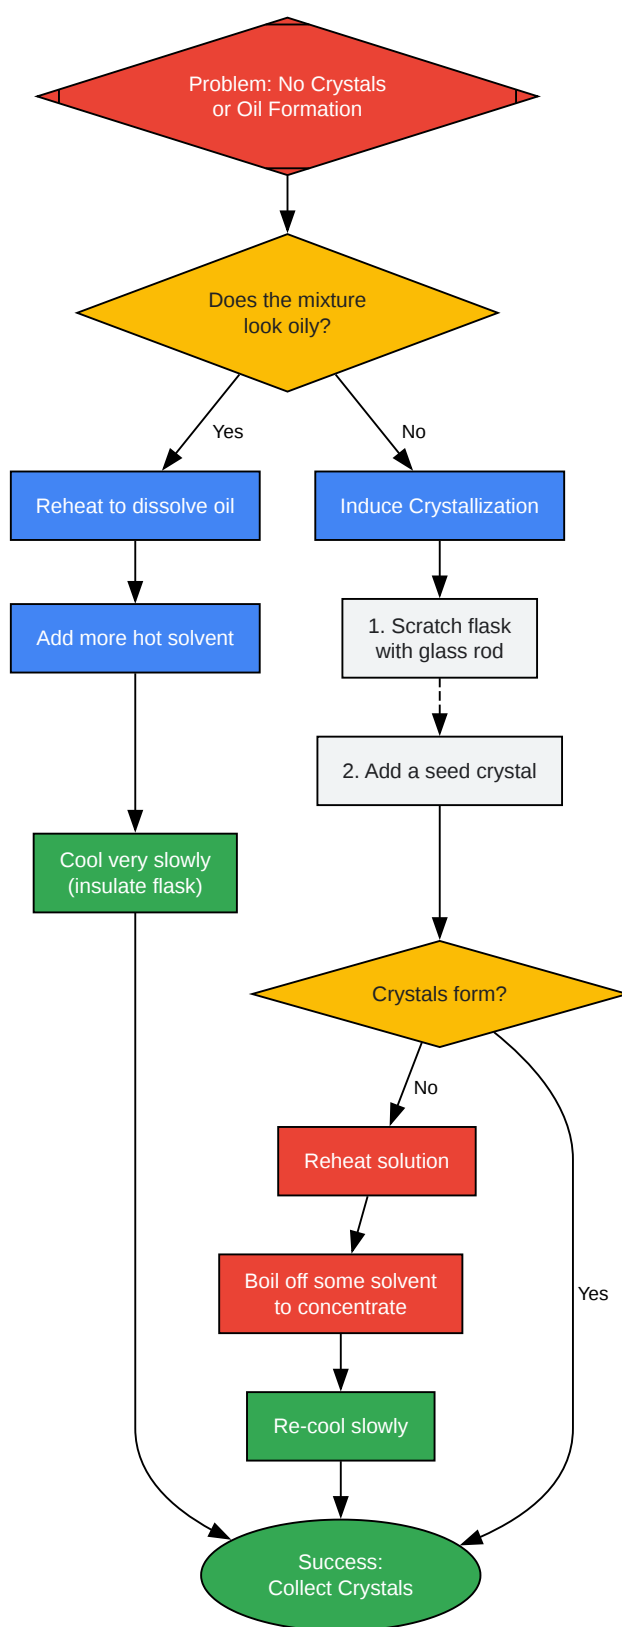 Problem: No Crystals
or Oil Formation
Does the mixture
look oily?
Yes
No
Reheat to dissolve oil
Induce Crystallization
Add more hot solvent
1. Scratch flask
with glass rod
2. Add a seed crystal
Cool very slowly
(insulate flask)
Crystals form?
No
Reheat solution
Boil off some solvent
to concentrate
Yes
Re-cool slowly
Success:
Collect Crystals